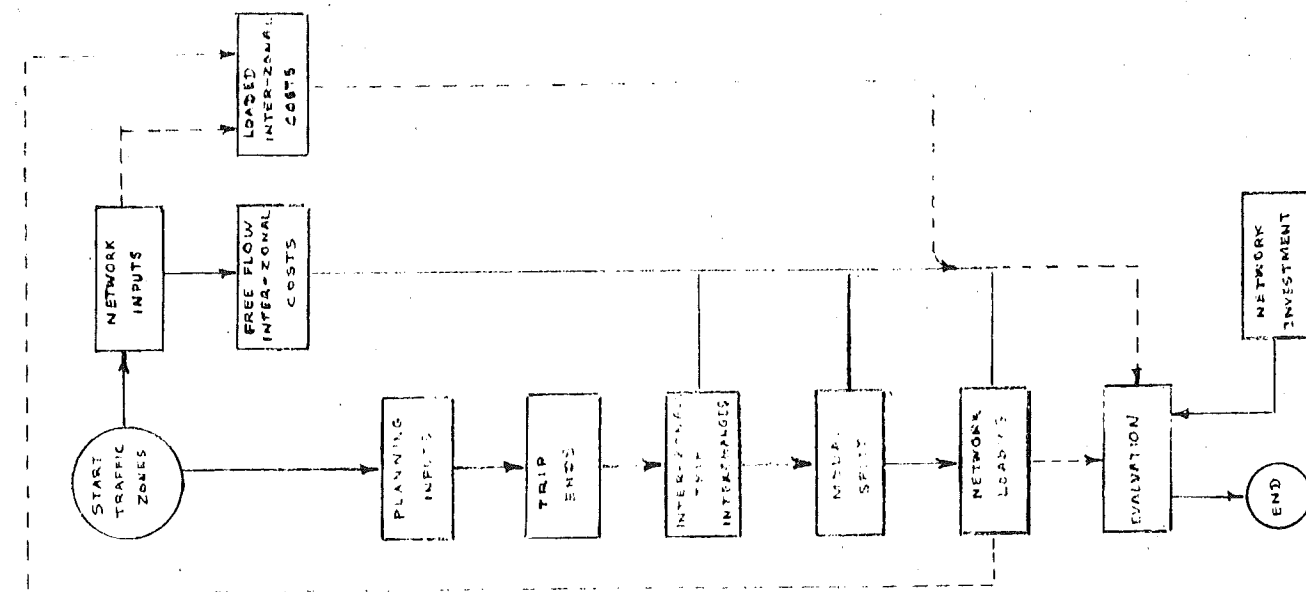 START
TRAFFIC
ZONES
NETWORK
INPUTS
FREE FLOW
INTER-ZONAL
COSTS
LOADED
INTER-ZONAL
COSTS
PLANNING
INPUTS
TRIP
ENDS
INTER-ZONAL
TRIP
INTERCHANGES
MODAL
SPLIT
NETWORK
LOADING
EVALUATION
NETWORK
INVESTMENT
END